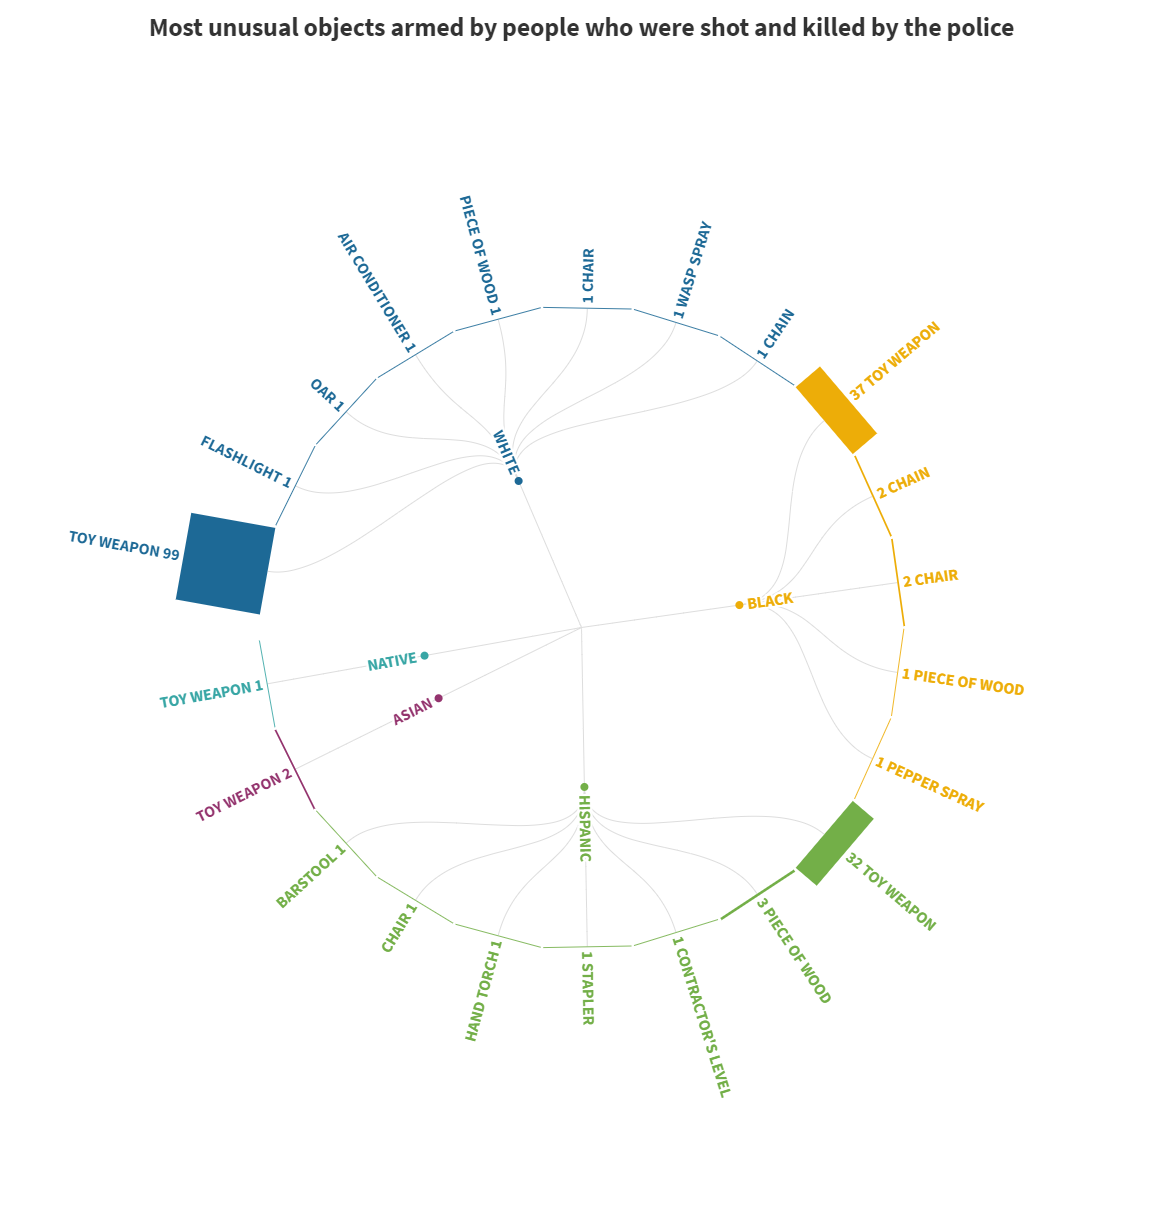 Most unusual objects armed by people who were shot and killed by the police
PIECE OF WOOD 1
AIR CONDITIONER 1
1 CHAIR
1 WASP SPRAY
1 CHAIN
OAR 1
FLASHLIGHT 1
TOY WEAPON 99
WHITE
37 TOY WEAPON
2 CHAIN
2 CHAIR
BLACK
1 PIECE OF WOOD
1 PEPPER SPRAY
NATIVE
TOY WEAPON 1
ASIAN
TOY WEAPON 2
HISPANIC
BARSTOOL 1
CHAIR 1
HAND TORCH 1
1 STAPLER
1 CONTRACTOR'S LEVEL
3 PIECE OF WOOD
32 TOY WEAPON